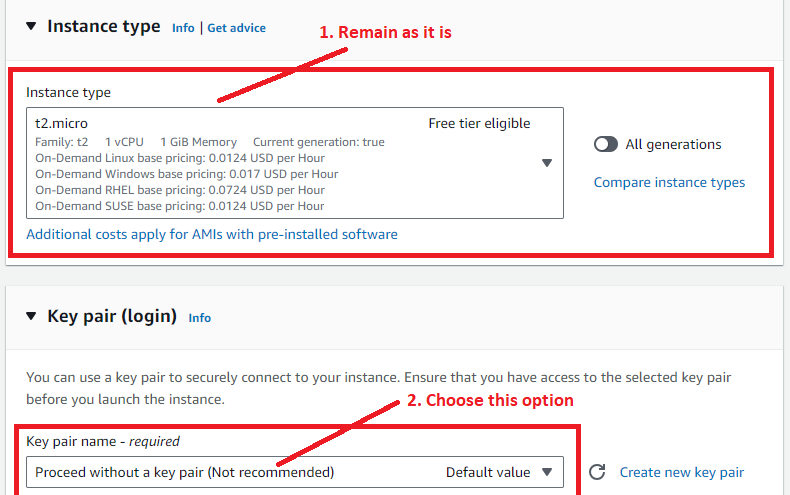 Instance type Info | Get advice
1. Remain as it is
Instance type
t2.micro Free tier eligible
Family: t2 1 vCPU 1 GiB Memory Current generation: true
On-Demand Linux base pricing: 0.0124 USD per Hour
On-Demand Windows base pricing: 0.017 USD per Hour
On-Demand RHEL base pricing: 0.0724 USD per Hour
On-Demand SUSE base pricing: 0.0124 USD per Hour
All generations
Compare instance types
Additional costs apply for AMIs with pre-installed software
Key pair (login) Info
You can use a key pair to securely connect to your instance. Ensure that you have access to the selected key pair
before you launch the instance.
2. Choose this option
Key pair name - required
Proceed without a key pair (Not recommended) Default value
Create new key pair